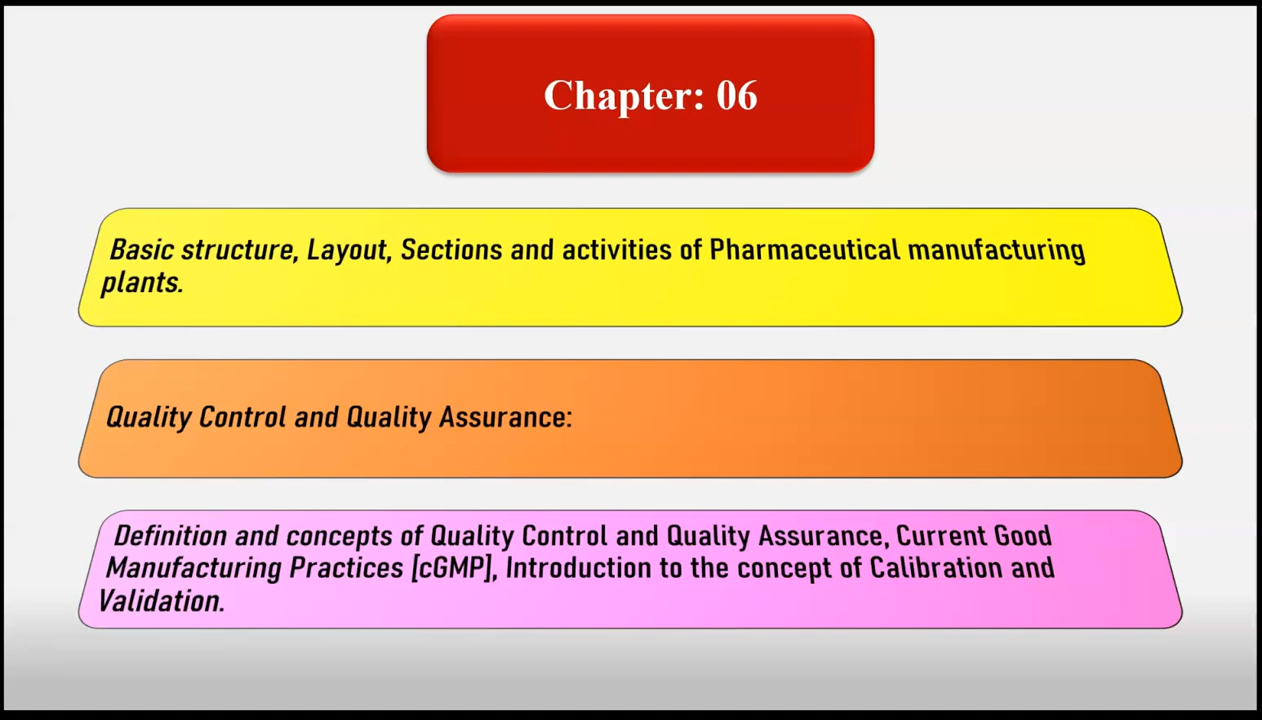 Chapter: 06
Basic structure, Layout, Sections and activities of Pharmaceutical manufacturing
plants.
Quality Control and Quality Assurance:
Definition and concepts of Quality Control and Quality Assurance, Current Good
Manufacturing Practices [cGMP], Introduction to the concept of Calibration and
Validation.